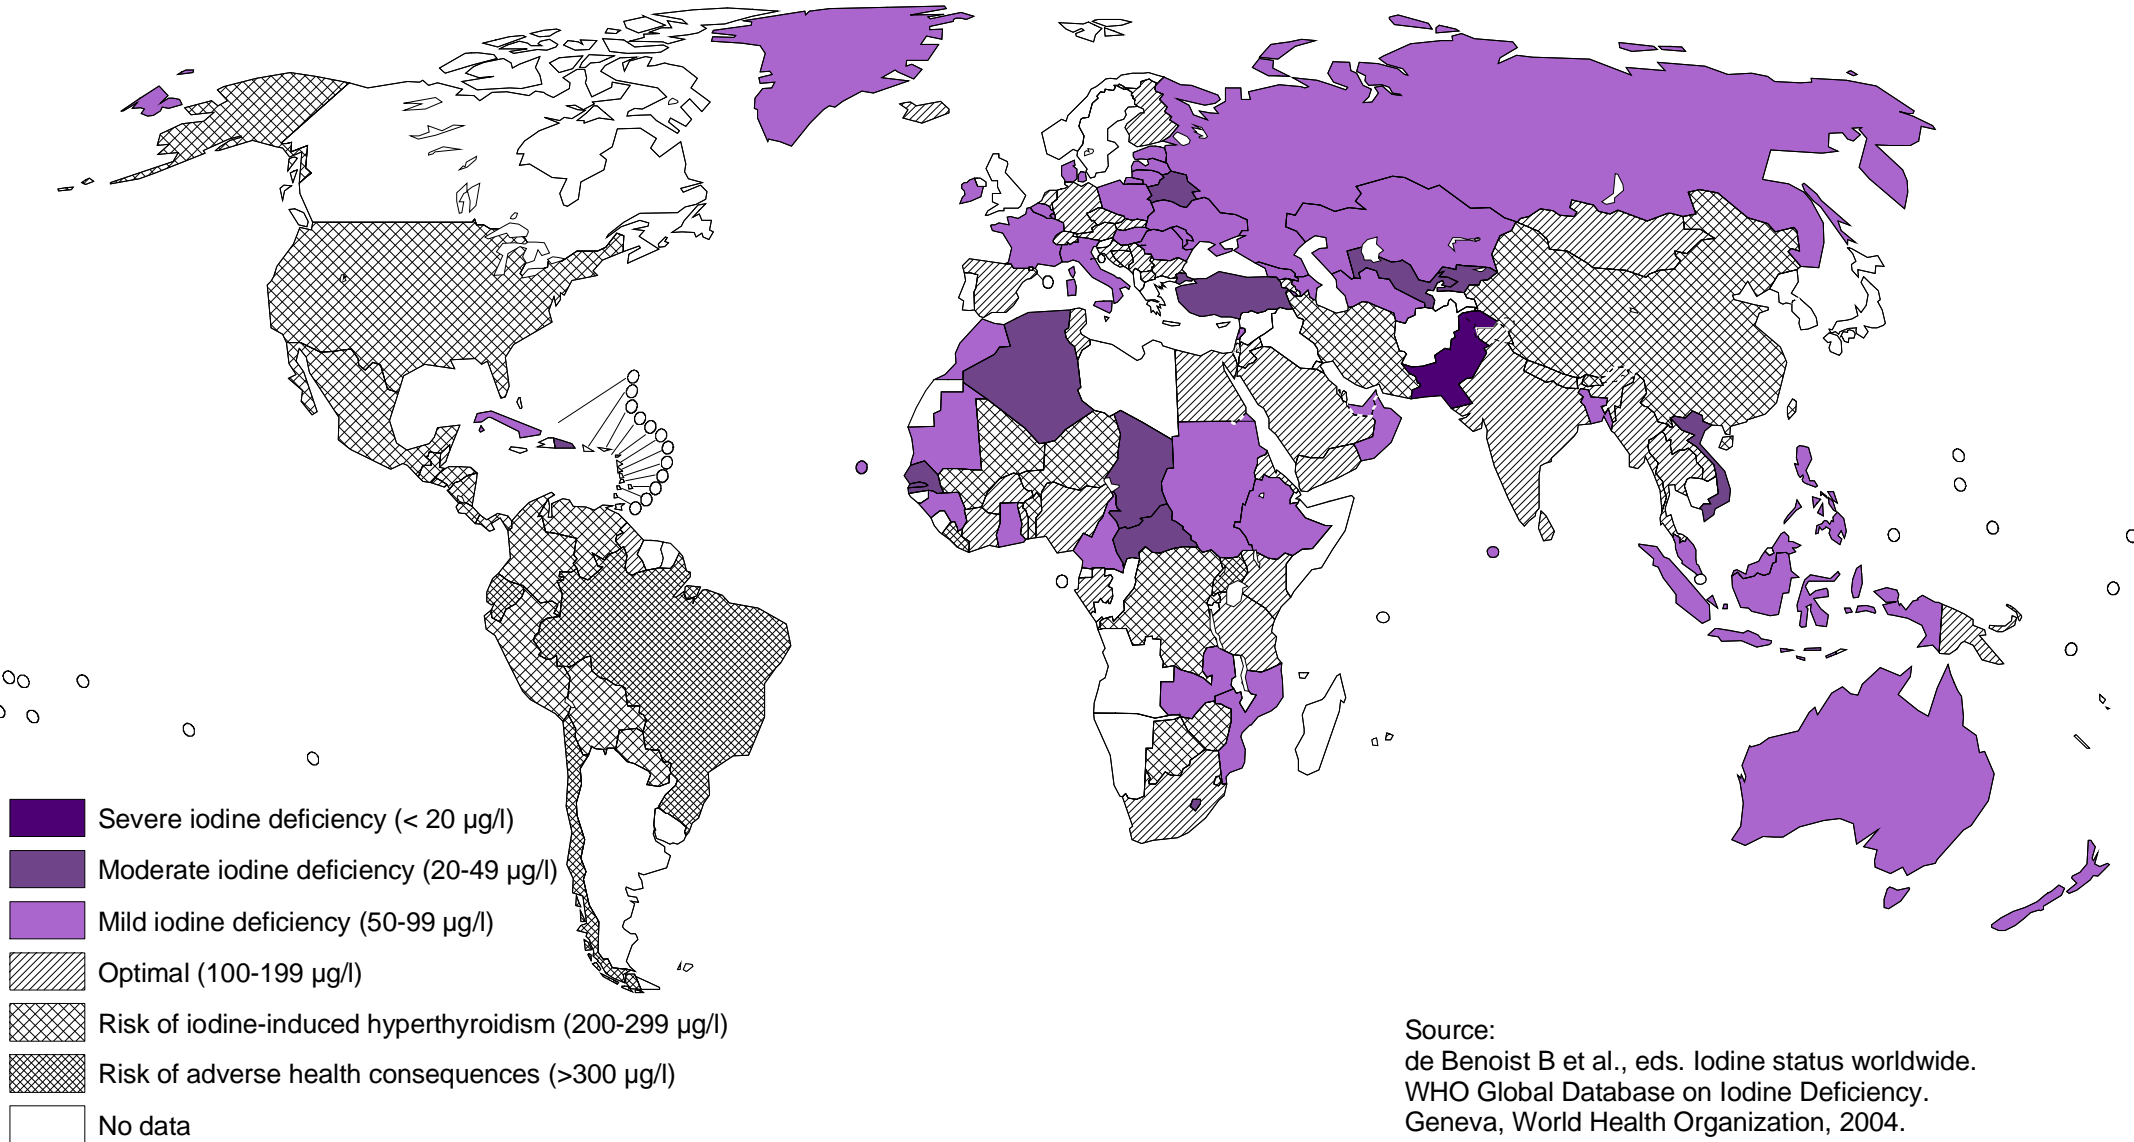 Severe iodine deficiency (< 20 µg/l)
Moderate iodine deficiency (20-49 µg/l)
Mild iodine deficiency (50-99 µg/l)
Optimal (100-199 µg/l)
Risk of iodine-induced hyperthyroidism (200-299 µg/l)
Risk of adverse health consequences (>300 µg/l)
No data
Source:
de Benoist B et al., eds. Iodine status worldwide.
WHO Global Database on Iodine Deficiency.
Geneva, World Health Organization, 2004.